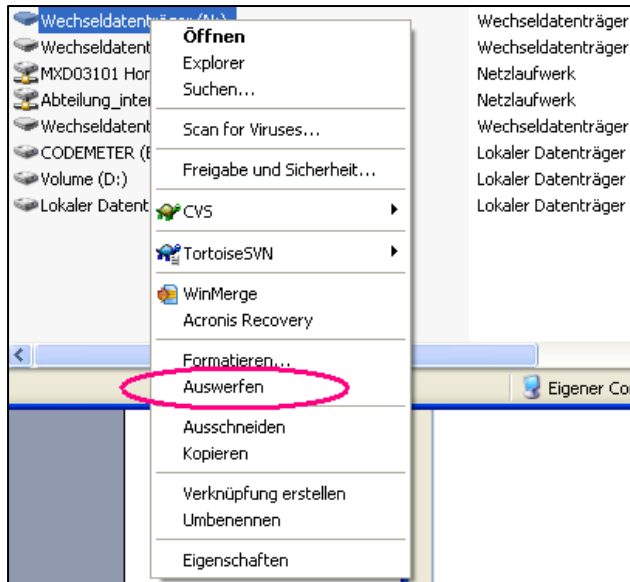 Wechseldatenträger (N:)
Wechseldatenträger
Wechseldatent
Wechseldatenträger
MXD03101 Hor
Netzlaufwerk
Abteilung_inter
Netzlaufwerk
Wechseldatent
Wechseldatenträger
CODEMETER (E
Lokaler Datenträger
Volume (D:)
Lokaler Datenträger
Lokaler Datent
Lokaler Datenträger
Öffnen
Explorer
Suchen...
Scan for Viruses...
Freigabe und Sicherheit...
CVS
TortoiseSVN
WinMerge
Acronis Recovery
Formatieren...
Auswerfen
Ausschneiden
Kopieren
Verknüpfung erstellen
Umbenennen
Eigenschaften
Eigener Co